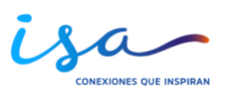 isa
CONEXIONES QUE INSPIRAN